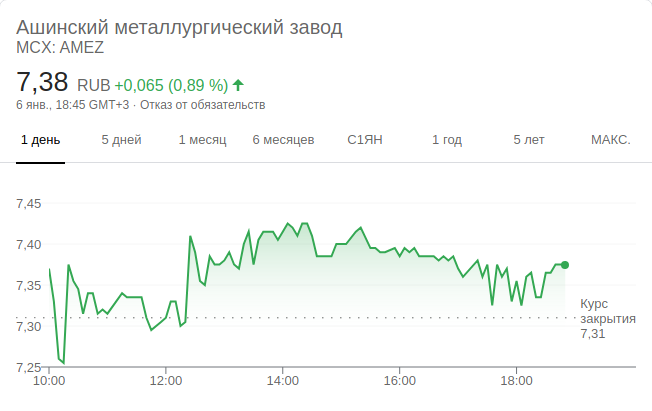 Ашинский металлургический завод
MCX: AMEZ
7,38 RUB +0,065 (0,89 %)
6 янв., 18:45 GMT+3 · Отказ от обязательств
1 день 5 дней 1 месяц 6 месяцев С1ЯН 1 год 5 лет МАКС.
7,45
7,40
7,35
7,30
7,25
Курс
закрытия
7,31
10:00 12:00 14:00 16:00 18:00